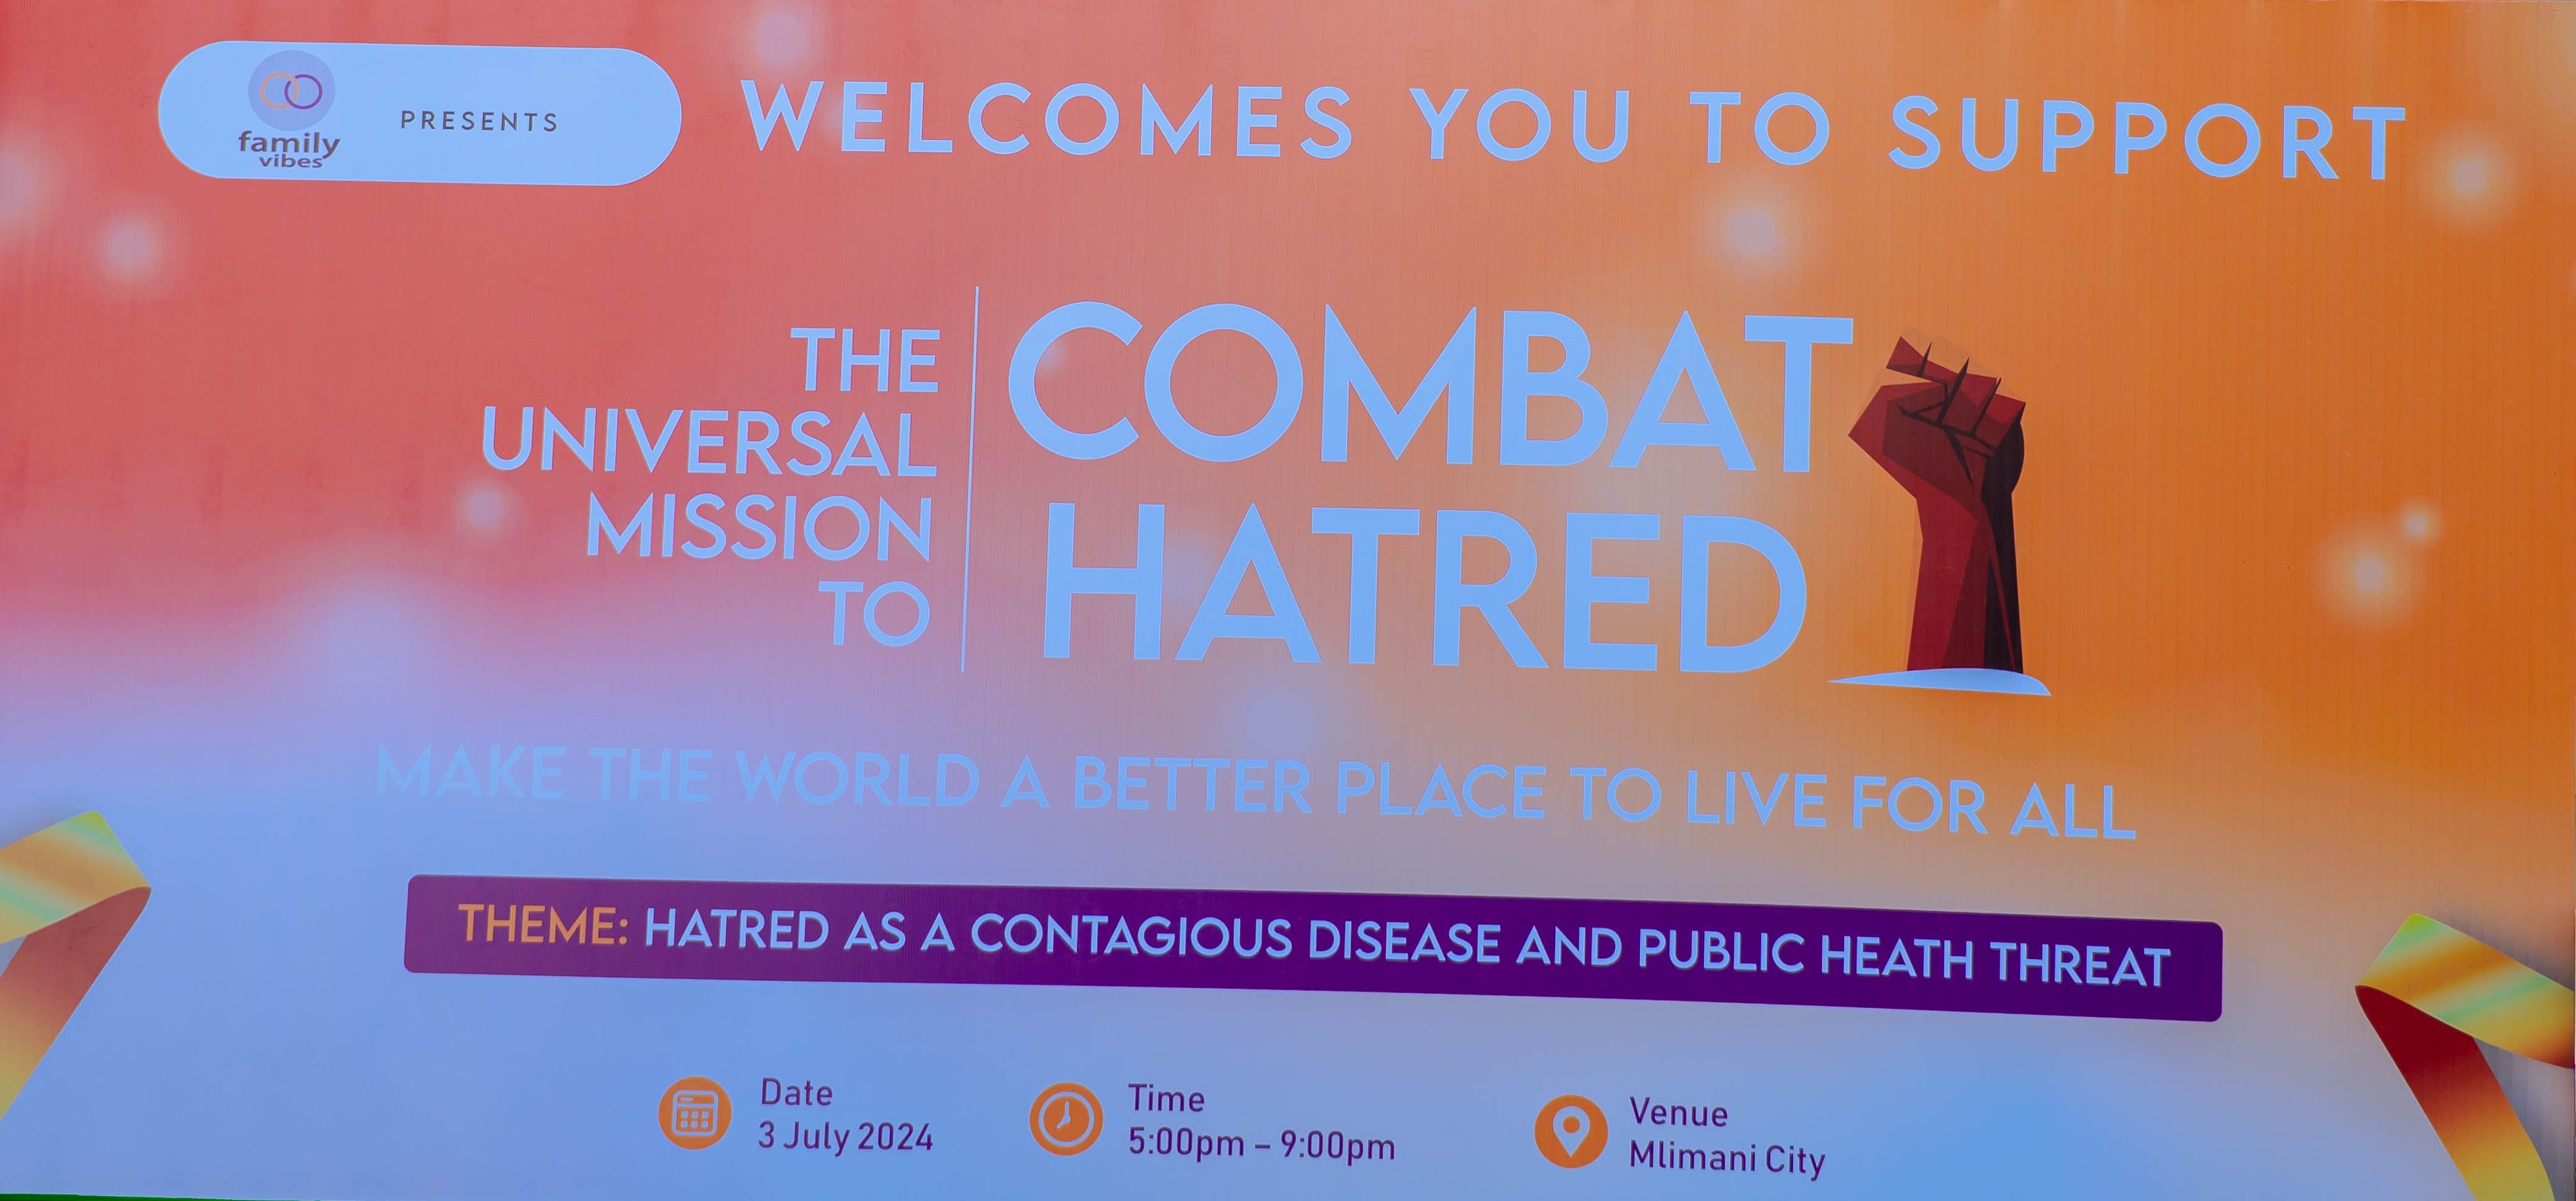 family
vibes
PRESENTS
WELCOMES YOU TO SUPPORT
THE
UNIVERSAL
MISSION
TO
COMBAT
HATRED
MAKE THE WORLD A BETTER PLACE TO LIVE FOR ALL
THEME: HATRED AS A CONTAGIOUS DISEASE AND PUBLIC HEATH THREAT
Date
3 July 2024
Time
5:00pm – 9:00pm
Venue
Mlimani City